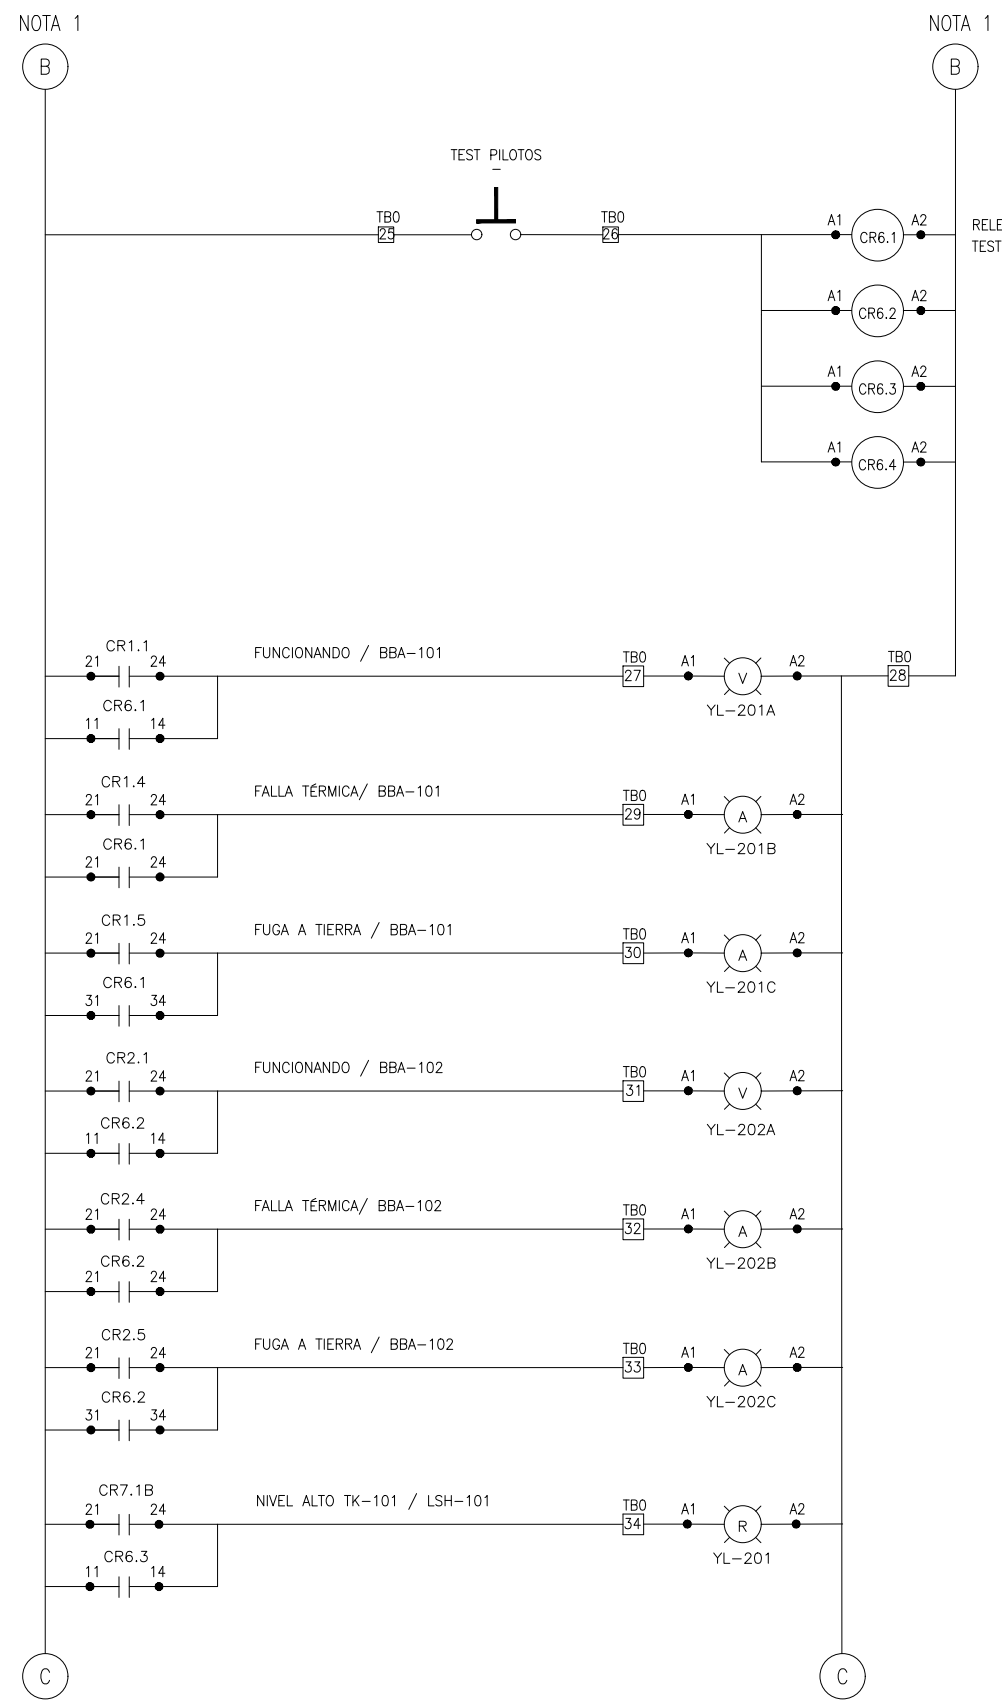 NOTA 1
NOTA 1
B
B
TEST PILOTOS
-
TB0
25
TB0
26
A1
CR6.1
A2
RELE
TEST
A1
CR6.2
A2
A1
CR6.3
A2
A1
CR6.4
A2
CR1.1
21
24
FUNCIONANDO / BBA-101
TB0
27
A1
V
A2
YL-201A
TB0
28
CR6.1
11
14
CR1.4
21
24
FALLA TÉRMICA/ BBA-101
TB0
29
A1
A
A2
YL-201B
CR6.1
21
24
CR1.5
21
24
FUGA A TIERRA / BBA-101
TB0
30
A1
A
A2
YL-201C
CR6.1
31
34
CR2.1
21
24
FUNCIONANDO / BBA-102
TB0
31
A1
V
A2
YL-202A
CR6.2
11
14
CR2.4
21
24
FALLA TÉRMICA/ BBA-102
TB0
32
A1
A
A2
YL-202B
CR6.2
21
24
CR2.5
21
24
FUGA A TIERRA / BBA-102
TB0
33
A1
A
A2
YL-202C
CR6.2
31
34
CR7.1B
21
24
NIVEL ALTO TK-101 / LSH-101
TB0
34
A1
R
A2
YL-201
CR6.3
11
14
C
C